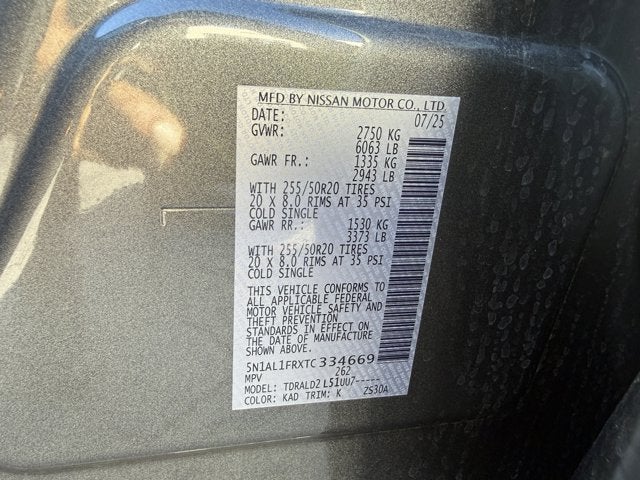 MFD BY NISSAN MOTOR CO., LTD
DATE: 07/25
GVWR: 2750 KG
6063 LB
GAWR FR.: 1335 KG
2943 LB
WITH 255/50R20 TIRES
20 X 8.0 RIMS AT 35 PSI
COLD SINGLE
GAWR RR.: 1530 KG
3373 LB
WITH 255/50R20 TIRES
20 X 8.0 RIMS AT 35 PSI
COLD SINGLE
THIS VEHICLE CONFORMS TO
ALL APPLICABLE FEDERAL
MOTOR VEHICLE SAFETY AND
THEFT PREVENTION
STANDARDS IN EFFECT ON
THE DATE OF MANUFACTURE
SHOWN ABOVE.
5N1AL1FRXTC334669
MPV 262
MODEL: TDRALD2 L51UU7-----
COLOR: KAD TRIM: K 2S30A